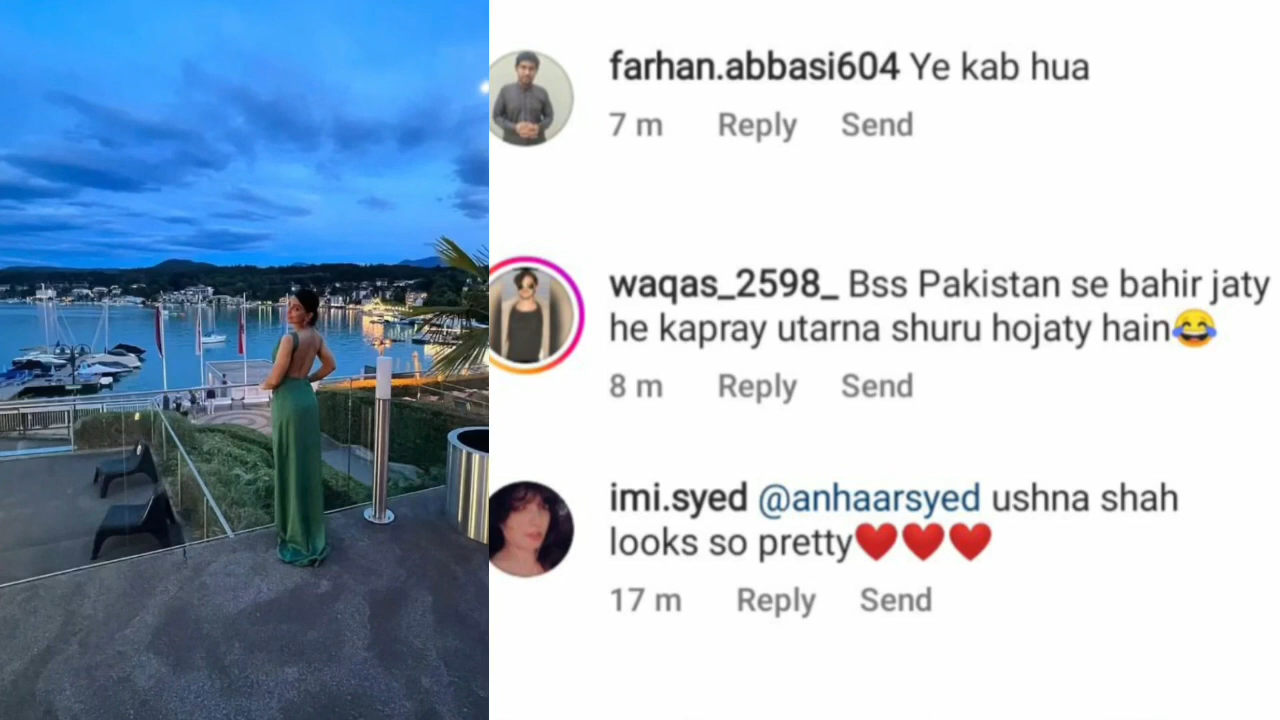 farhan.abbasi604 Ye kab hua
7 m Reply Send
waqas_2598_ Bss Pakistan se bahir jaty
he kapray utarna shuru hojaty hain😂
8 m Reply Send
imi.syed @anhaarsyed ushna shah
looks so pretty❤️❤️❤️
17 m Reply Send